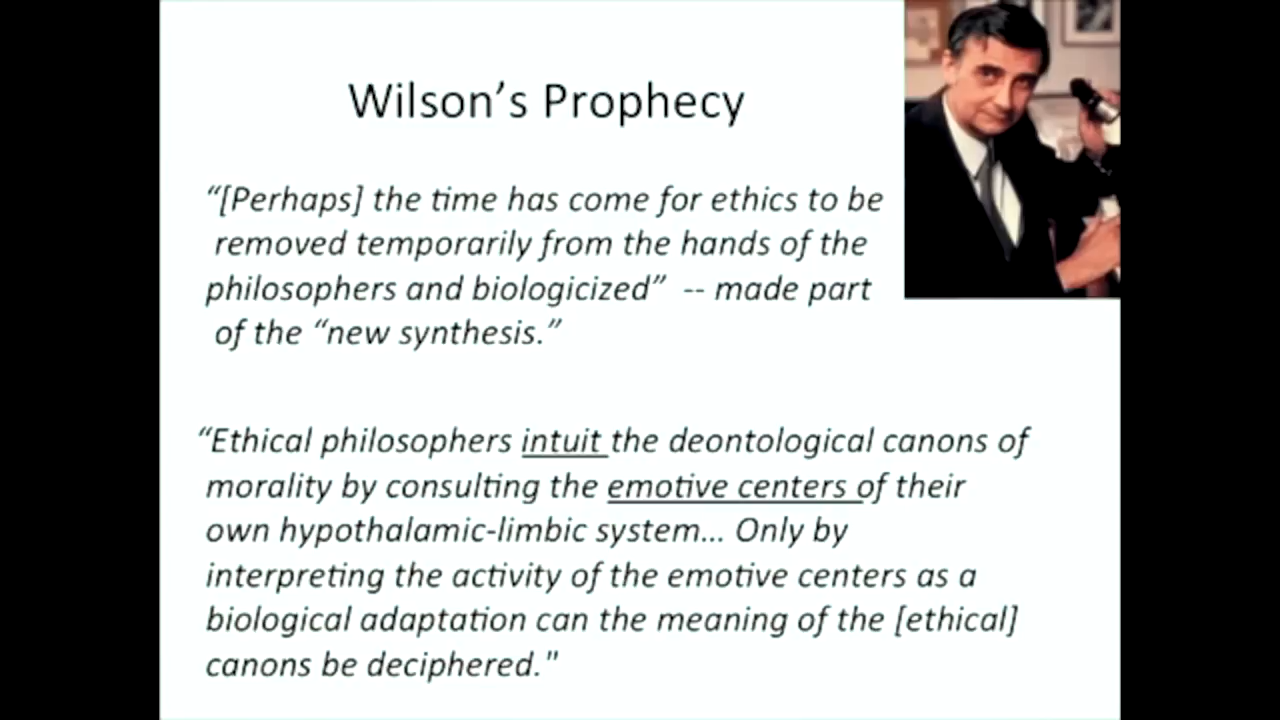 Wilson’s Prophecy
“[Perhaps] the time has come for ethics to be
removed temporarily from the hands of the
philosophers and biologicized”  -- made part
of the “new synthesis.”
“Ethical philosophers intuit the deontological canons of
morality by consulting the emotive centers of their
own hypothalamic-limbic system… Only by
interpreting the activity of the emotive centers as a
biological adaptation can the meaning of the [ethical]
canons be deciphered."